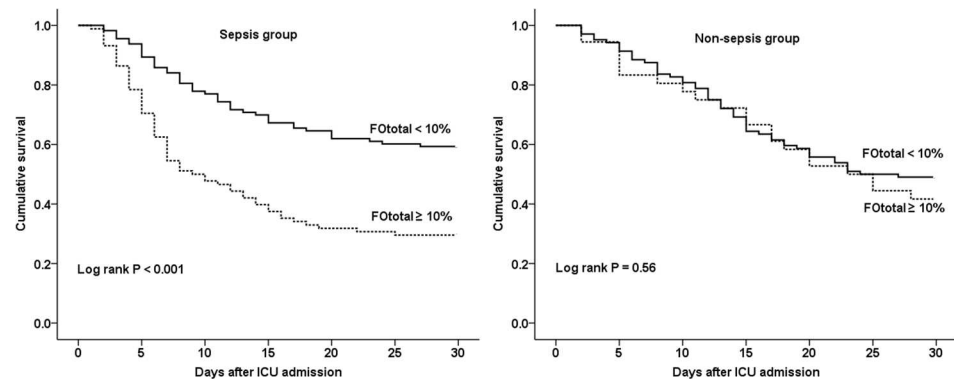 Sepsis group
1.0
0.8
0.6
0.4
0.2
0.0
Cumulative survival
FOtotal < 10%
FOtotal ≥ 10%
Log rank P < 0.001
0 5 10 15 20 25 30
Days after ICU admission
Non-sepsis group
1.0
0.8
0.6
0.4
0.2
0.0
Cumulative survival
FOtotal < 10%
FOtotal ≥ 10%
Log rank P = 0.56
0 5 10 15 20 25 30
Days after ICU admission